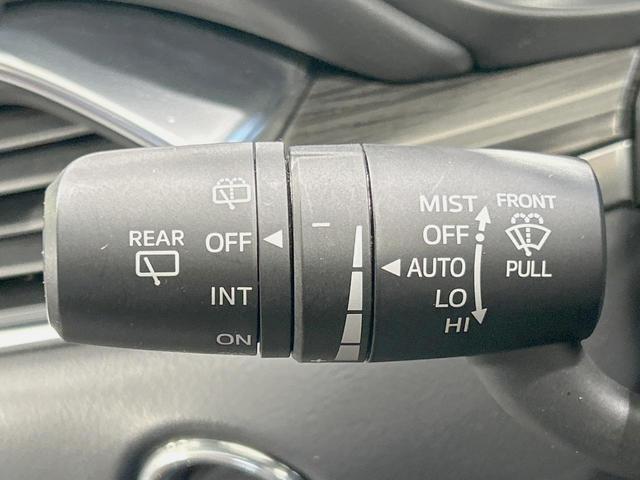 REAR
OFF
INT
ON
−
+
MIST
OFF
AUTO
LO
HI
FRONT
PULL